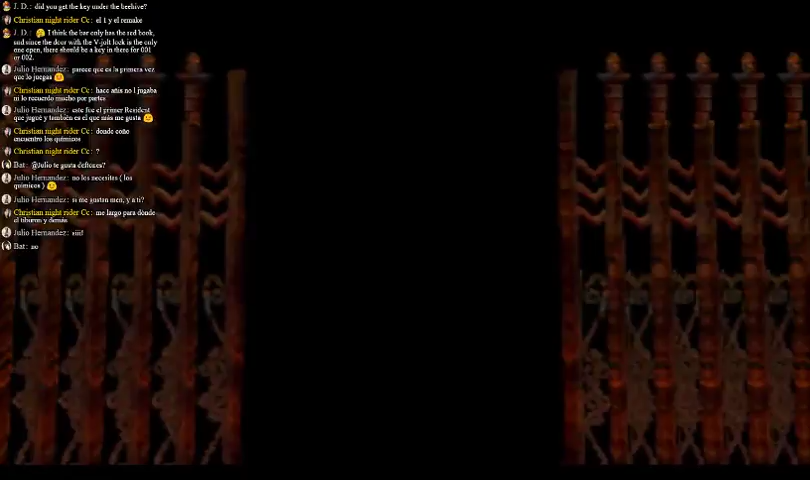 J. D.: did you get the key under the beehive?
Christian night rider Cc: el 1 y el remake
J. D.: 🤔 I think the bar only has the red book,
and since the door with the V-jolt lock is the only
one open, there should be a key in there for 001
or 002.
Julio Hernandez: parece que es la primera vez
que lo juegas
Christian night rider Cc: hace años no l jugaba
ni lo recuerdo mucho por partes
Julio Hernandez: este fue el primer Resident
que jugué y también es el que más me gusta
Christian night rider Cc: donde coño
encuentro los químicos
Christian night rider Cc: ?
Bat: @Julio te gusta deftones?
Julio Hernandez: no los necesitas ( los
químicos )
Julio Hernandez: si me gustan men, y a ti?
Christian night rider Cc: me largo para donde
el tiburon y demás
Julio Hernandez: siii!
Bat: no